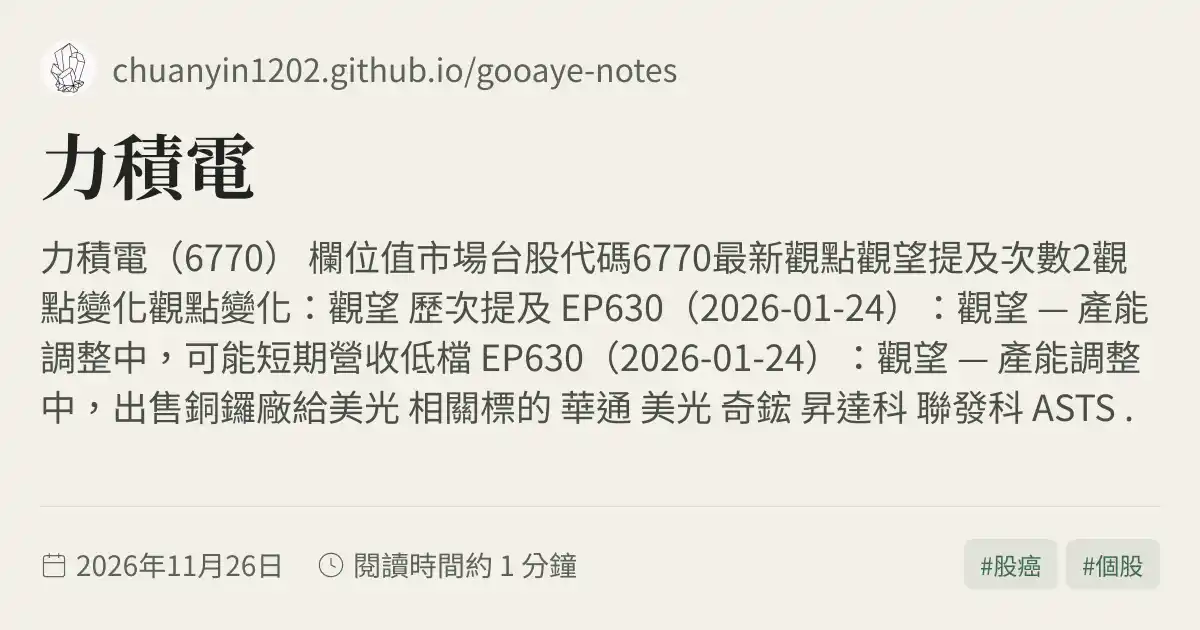 chuanyin1202.github.io/gooaye-notes
力積電
力積電（6770） 欄位值市場台股代碼6770最新觀點觀望提及次數2觀
點變化觀點變化：觀望 歷次提及 EP630（2026-01-24）：觀望 — 產能
調整中，可能短期營收低檔 EP630（2026-01-24）：觀望 — 產能調整
中，出售銅鑼廠給美光 相關標的 華通 美光 奇鋐 昇達科 聯發科 ASTS .
2026年11月26日 閱讀時間約 1 分鐘 #股癌 #個股